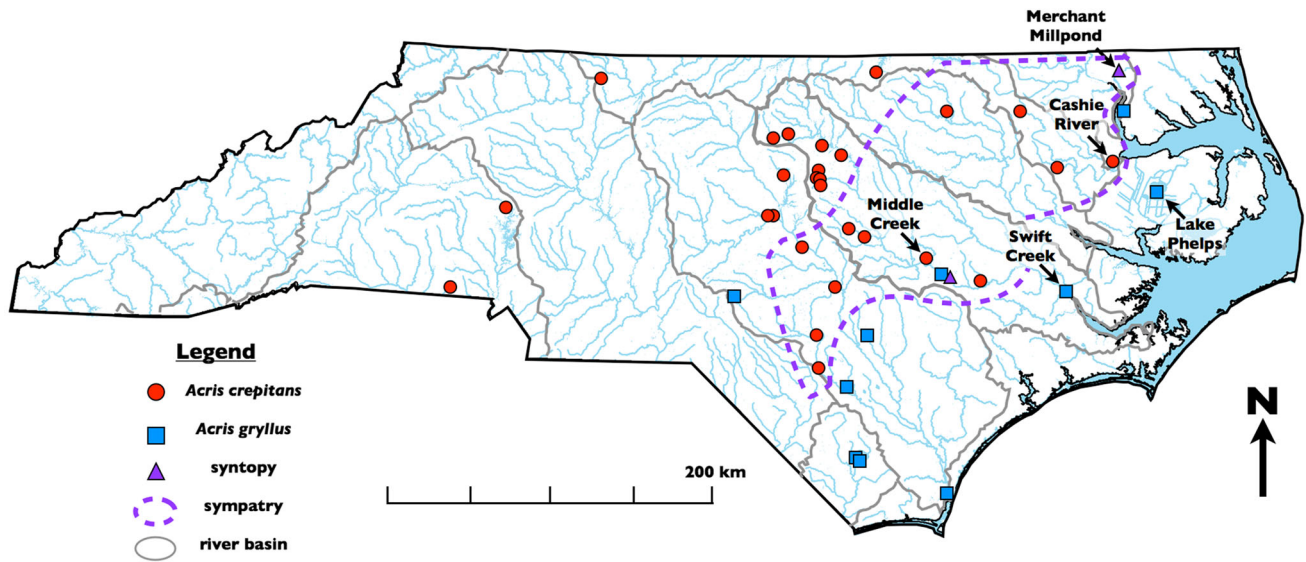 Merchant
Millpond
Cashie
River
Middle
Creek
Swift
Creek
Lake
Phelps
Legend
Acris crepitans
Acris gryllus
syntopy
sympatry
river basin
200 km
N